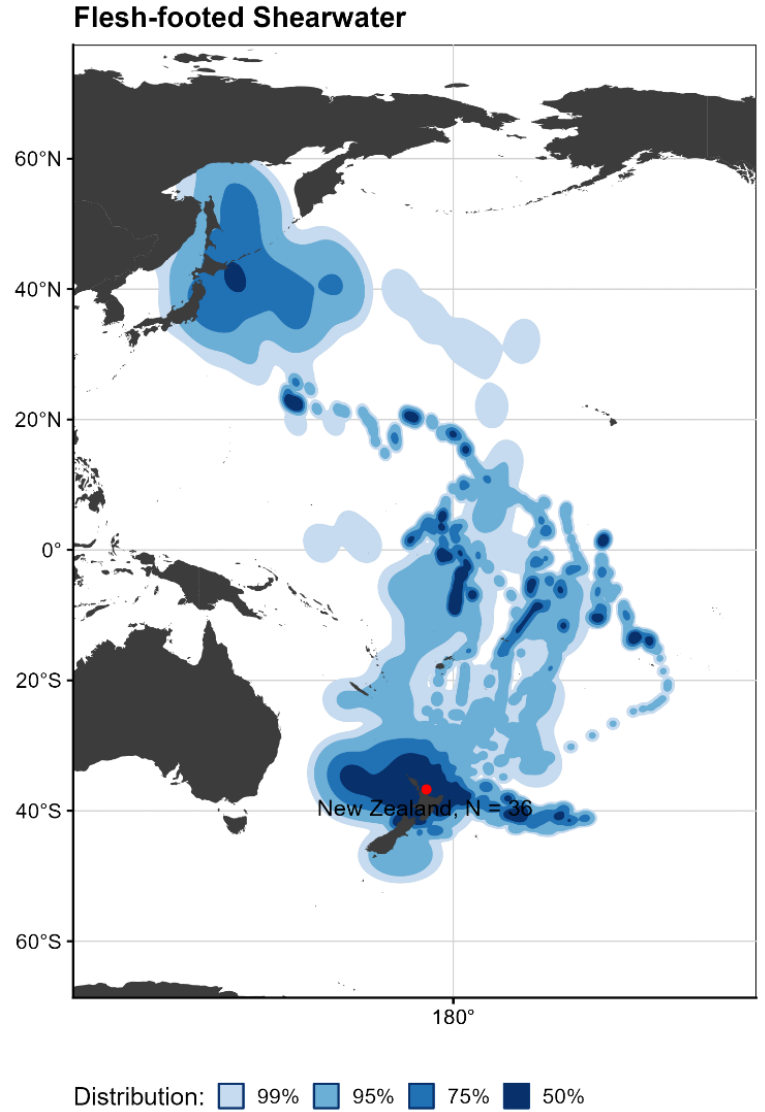 Flesh-footed Shearwater
60°N
40°N
20°N
0°
20°S
40°S
60°S
New Zealand, N = 36
180°
Distribution: 99% 95% 75% 50%